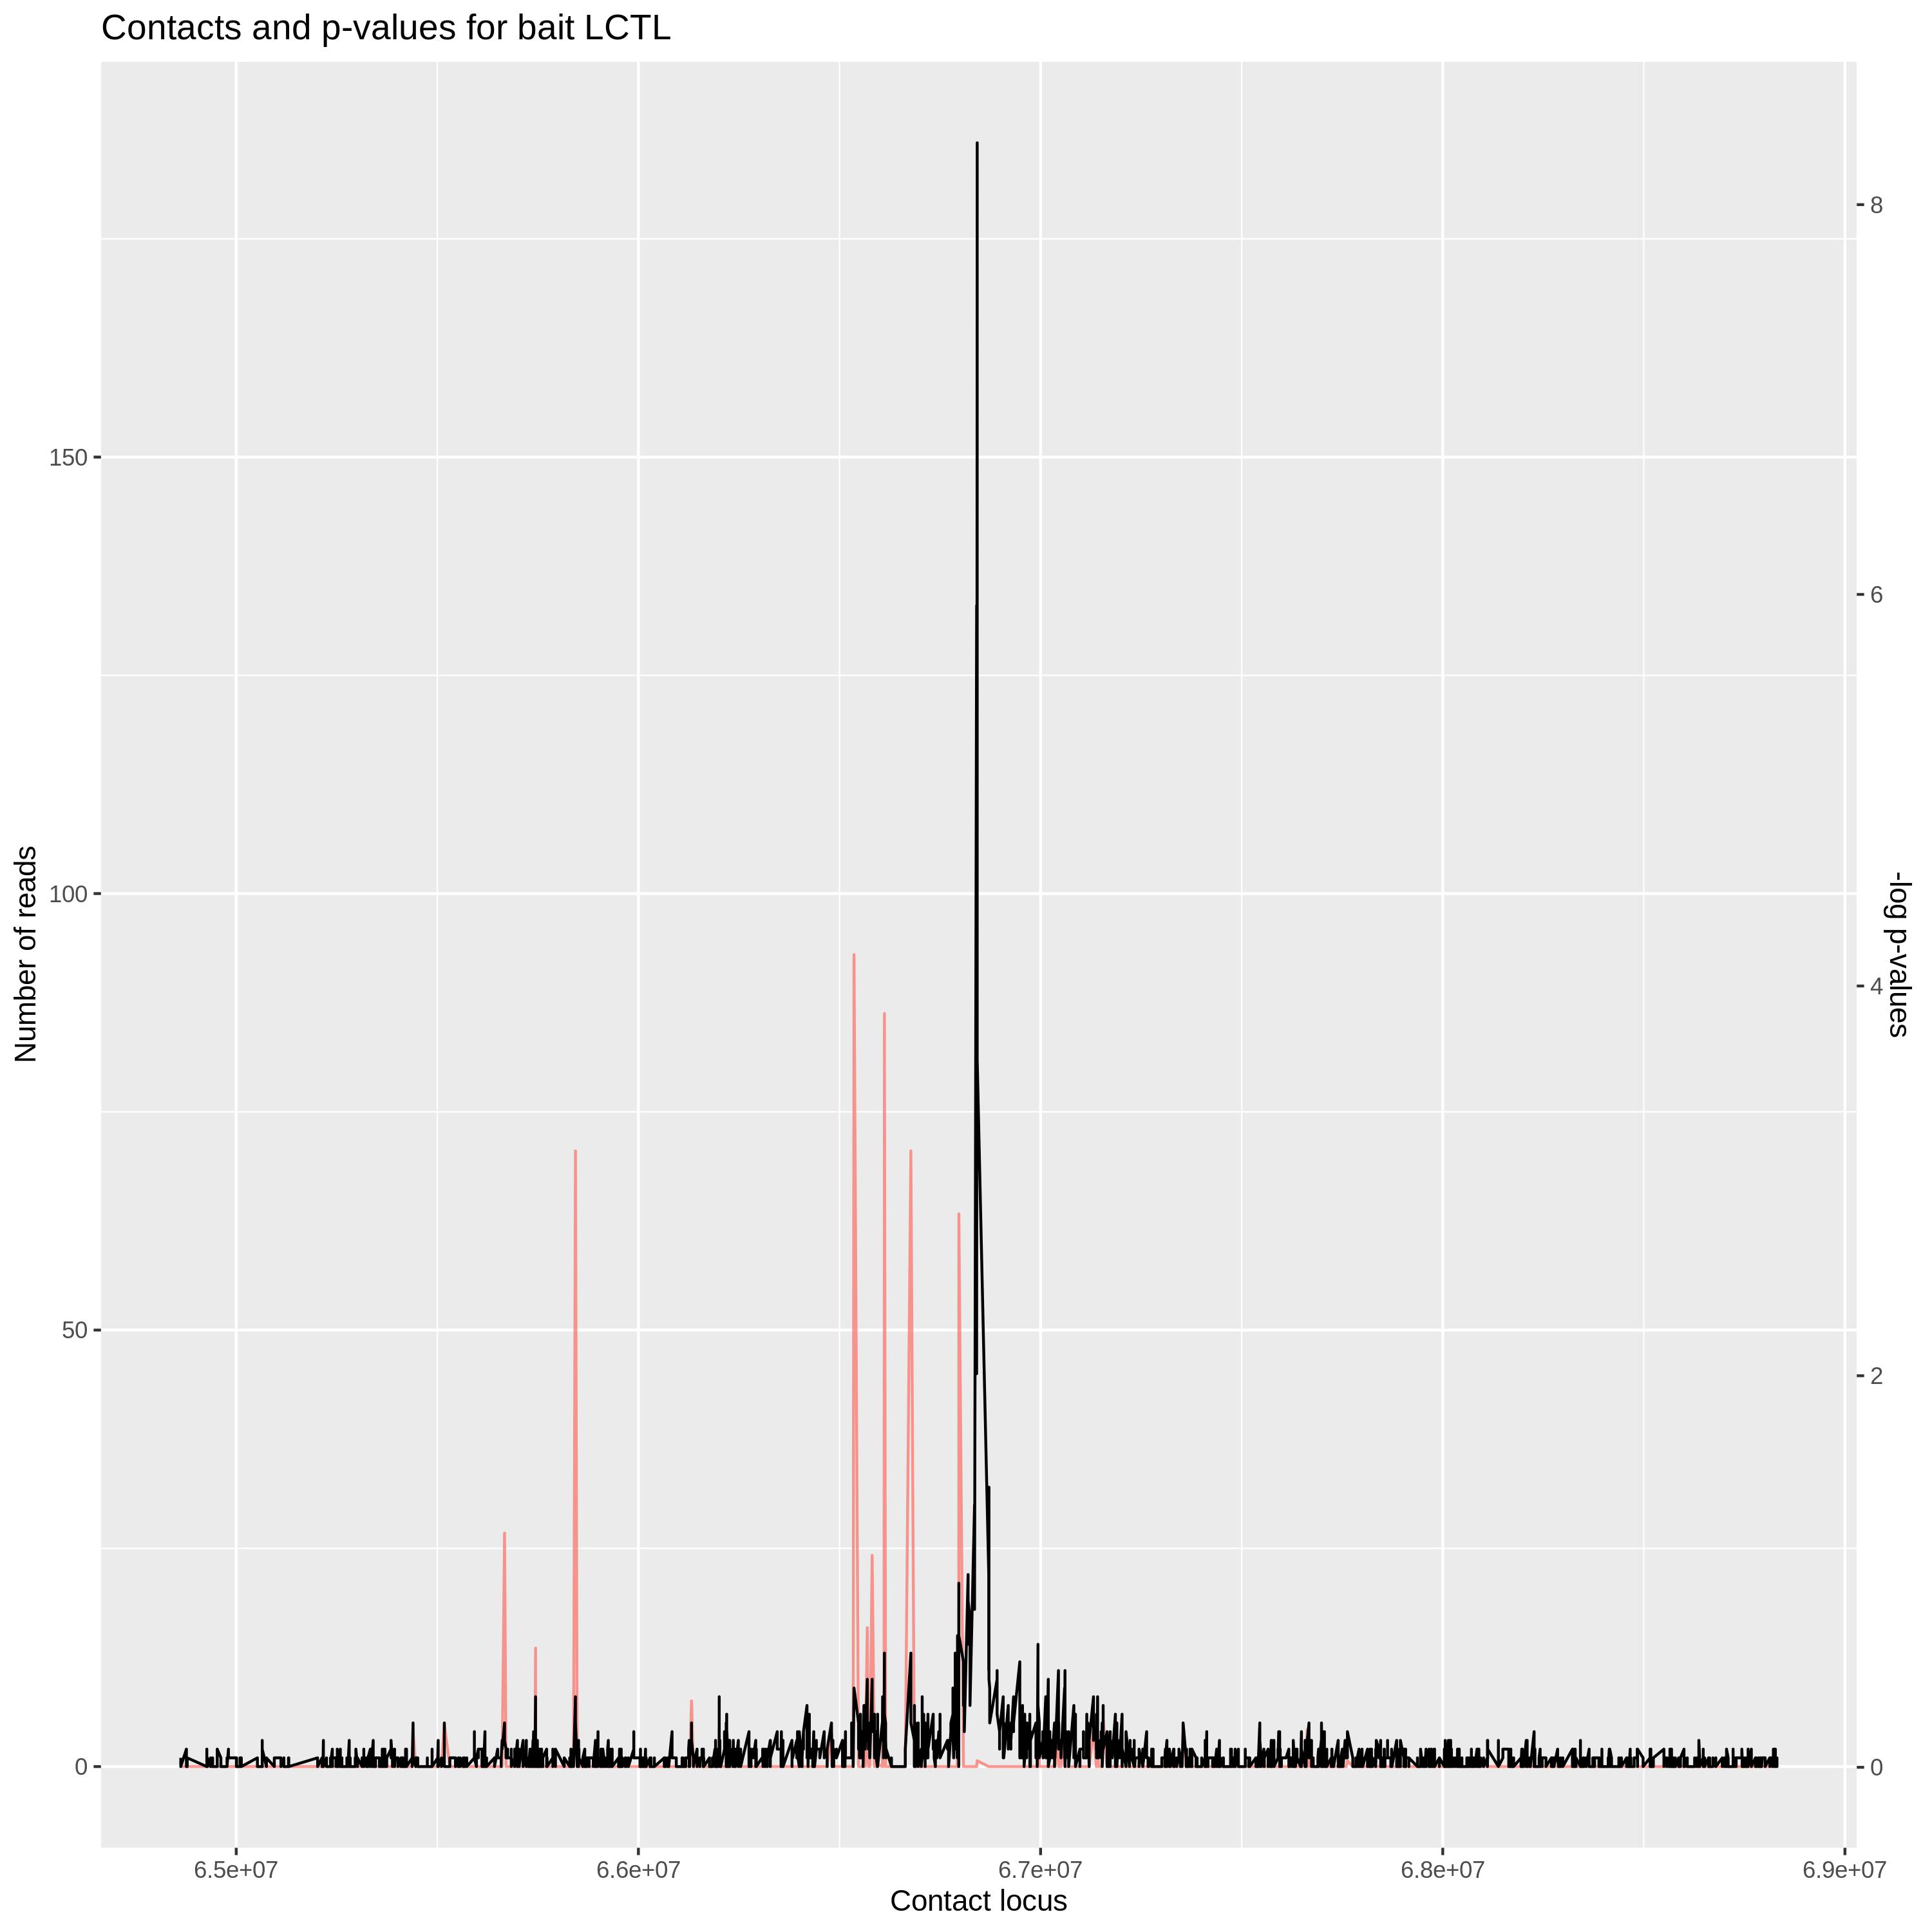 Contacts and p-values for bait LCTL
Number of reads
150
100
50
0
8
6
4
2
0
-log p-values
6.5e+07
6.6e+07
6.7e+07
6.8e+07
6.9e+07
Contact locus